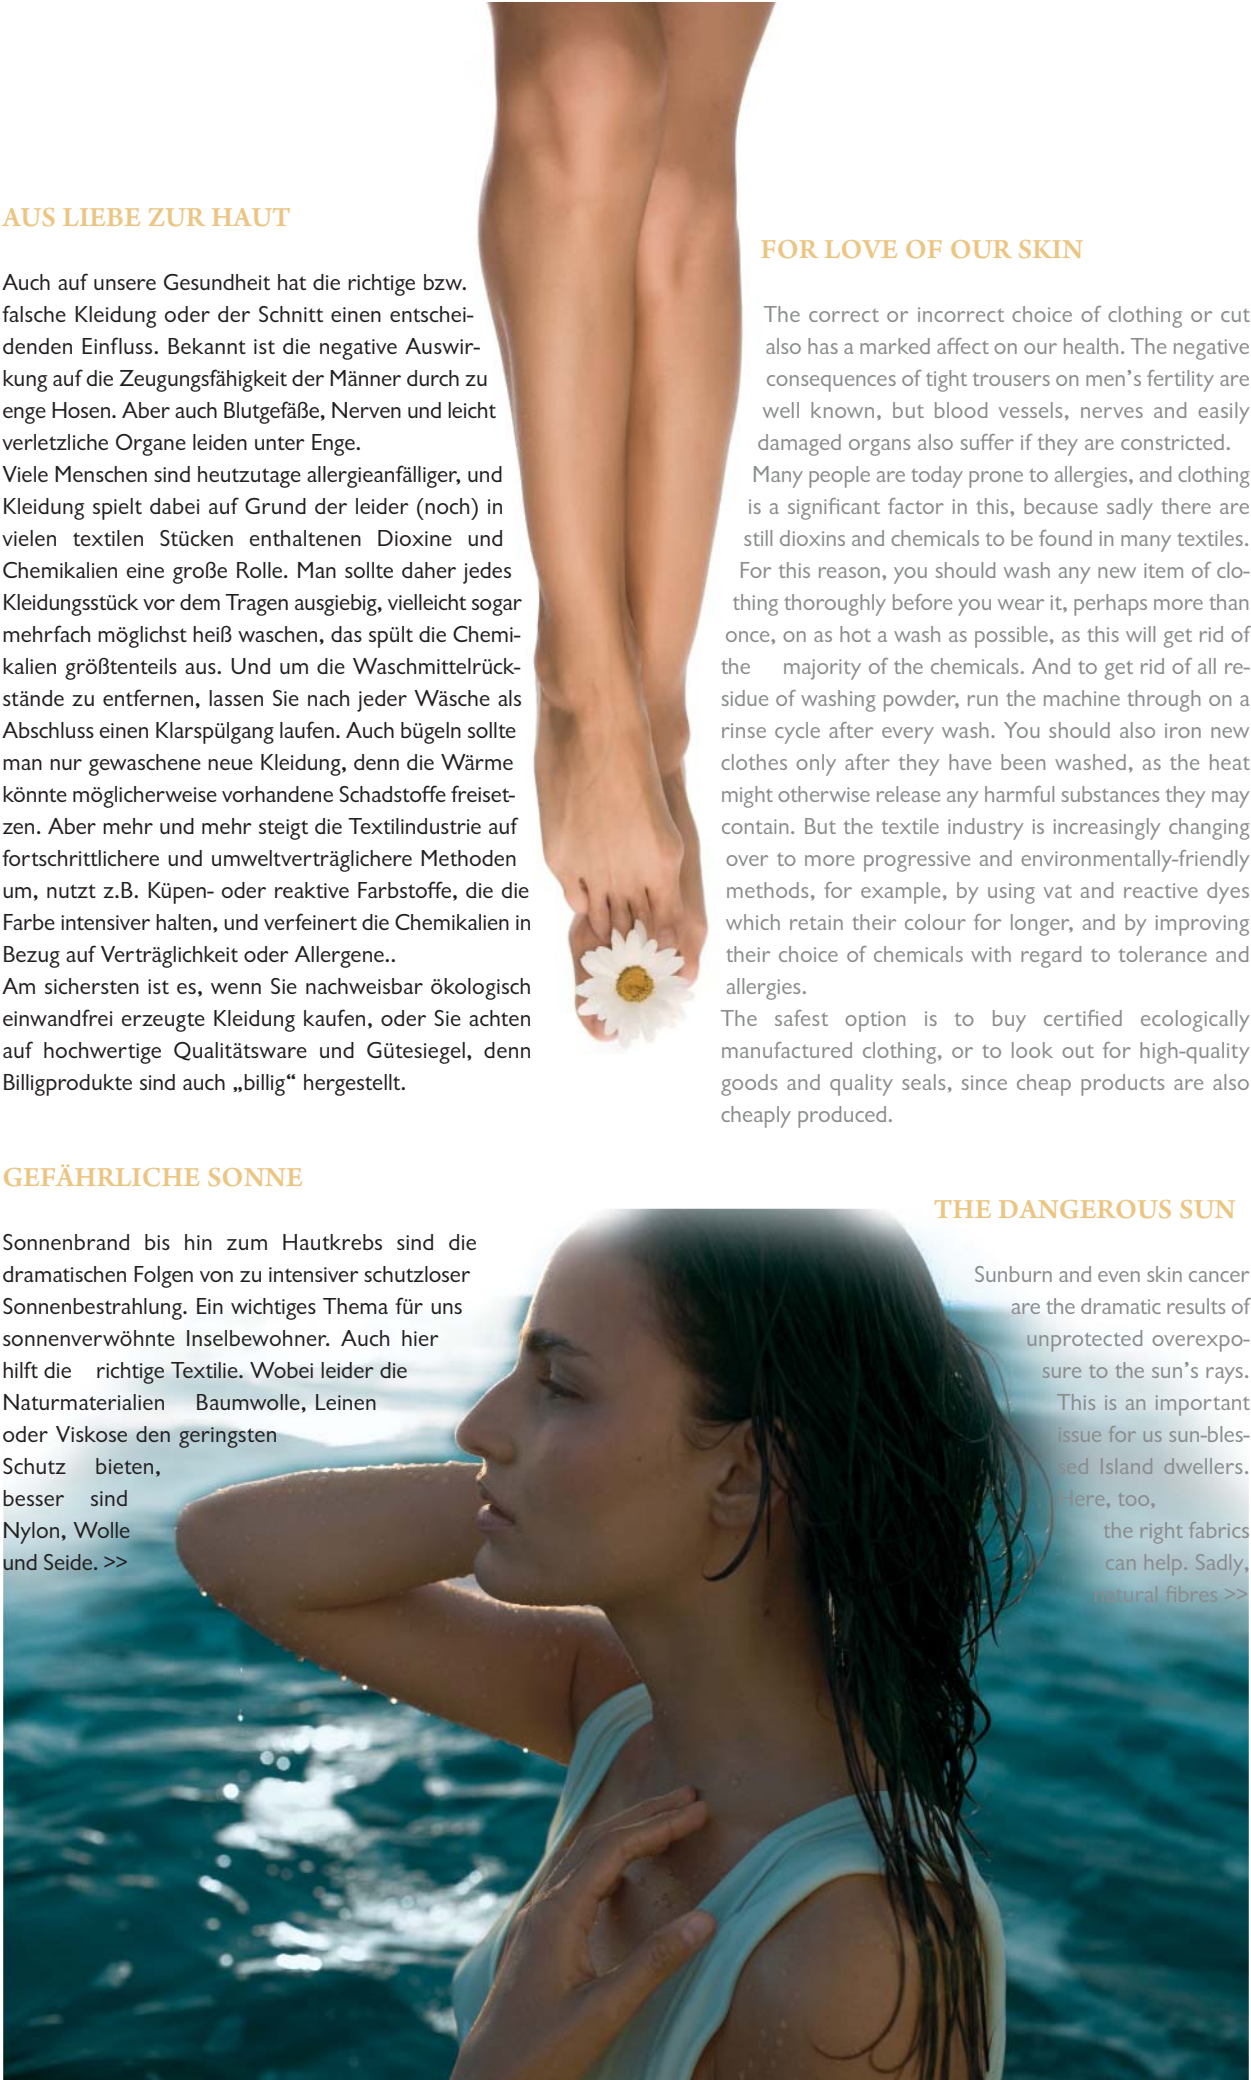 AUS LIEBE ZUR HAUT
Auch auf unsere Gesundheit hat die richtige bzw.
falsche Kleidung oder der Schnitt einen entschei-
denden Einfluss. Bekannt ist die negative Auswir-
kung auf die Zeugungsfähigkeit der Männer durch zu
enge Hosen. Aber auch Blutgefäße, Nerven und leicht
verletzliche Organe leiden unter Enge.
Viele Menschen sind heutzutage allergieanfälliger, und
Kleidung spielt dabei auf Grund der leider (noch) in
vielen textilen Stücken enthaltenen Dioxine und
Chemikalien eine große Rolle. Man sollte daher jedes
Kleidungsstück vor dem Tragen ausgiebig, vielleicht sogar
mehrfach möglichst heiß waschen, das spült die Chemi-
kalien größtenteils aus. Und um die Waschmittelrück-
stände zu entfernen, lassen Sie nach jeder Wäsche als
Abschluss einen Klarspülgang laufen. Auch bügeln sollte
man nur gewaschene neue Kleidung, denn die Wärme
könnte möglicherweise vorhandene Schadstoffe freiset-
zen. Aber mehr und mehr steigt die Textilindustrie auf
fortschrittlichere und umweltverträglichere Methoden
um, nutzt z.B. Küpen- oder reaktive Farbstoffe, die die
Farbe intensiver halten, und verfeinert die Chemikalien in
Bezug auf Verträglichkeit oder Allergene..
Am sichersten ist es, wenn Sie nachweisbar ökologisch
einwandfrei erzeugte Kleidung kaufen, oder Sie achten
auf hochwertige Qualitätsware und Gütesiegel, denn
Billigprodukte sind auch „billig“ hergestellt.
GEFÄHRLICHE SONNE
Sonnenbrand bis hin zum Hautkrebs sind die
dramatischen Folgen von zu intensiver schutzloser
Sonnenbestrahlung. Ein wichtiges Thema für uns
sonnenverwöhnte Inselbewohner. Auch hier
hilft die richtige Textilie. Wobei leider die
Naturmaterialien Baumwolle, Leinen
oder Viskose den geringsten
Schutz bieten,
besser sind
Nylon, Wolle
und Seide. >>
FOR LOVE OF OUR SKIN
The correct or incorrect choice of clothing or cut
also has a marked affect on our health. The negative
consequences of tight trousers on men’s fertility are
well known, but blood vessels, nerves and easily
damaged organs also suffer if they are constricted.
Many people are today prone to allergies, and clothing
is a significant factor in this, because sadly there are
still dioxins and chemicals to be found in many textiles.
For this reason, you should wash any new item of clo-
thing thoroughly before you wear it, perhaps more than
once, on as hot a wash as possible, as this will get rid of
the majority of the chemicals. And to get rid of all re-
sidue of washing powder, run the machine through on a
rinse cycle after every wash. You should also iron new
clothes only after they have been washed, as the heat
might otherwise release any harmful substances they may
contain. But the textile industry is increasingly changing
over to more progressive and environmentally-friendly
methods, for example, by using vat and reactive dyes
which retain their colour for longer, and by improving
their choice of chemicals with regard to tolerance and
allergies.
The safest option is to buy certified ecologically
manufactured clothing, or to look out for high-quality
goods and quality seals, since cheap products are also
cheaply produced.
THE DANGEROUS SUN
Sunburn and even skin cancer
are the dramatic results of
unprotected overexpo-
sure to the sun’s rays.
This is an important
issue for us sun-bles-
sed Island dwellers.
Here, too,
the right fabrics
can help. Sadly,
natural fibres >>